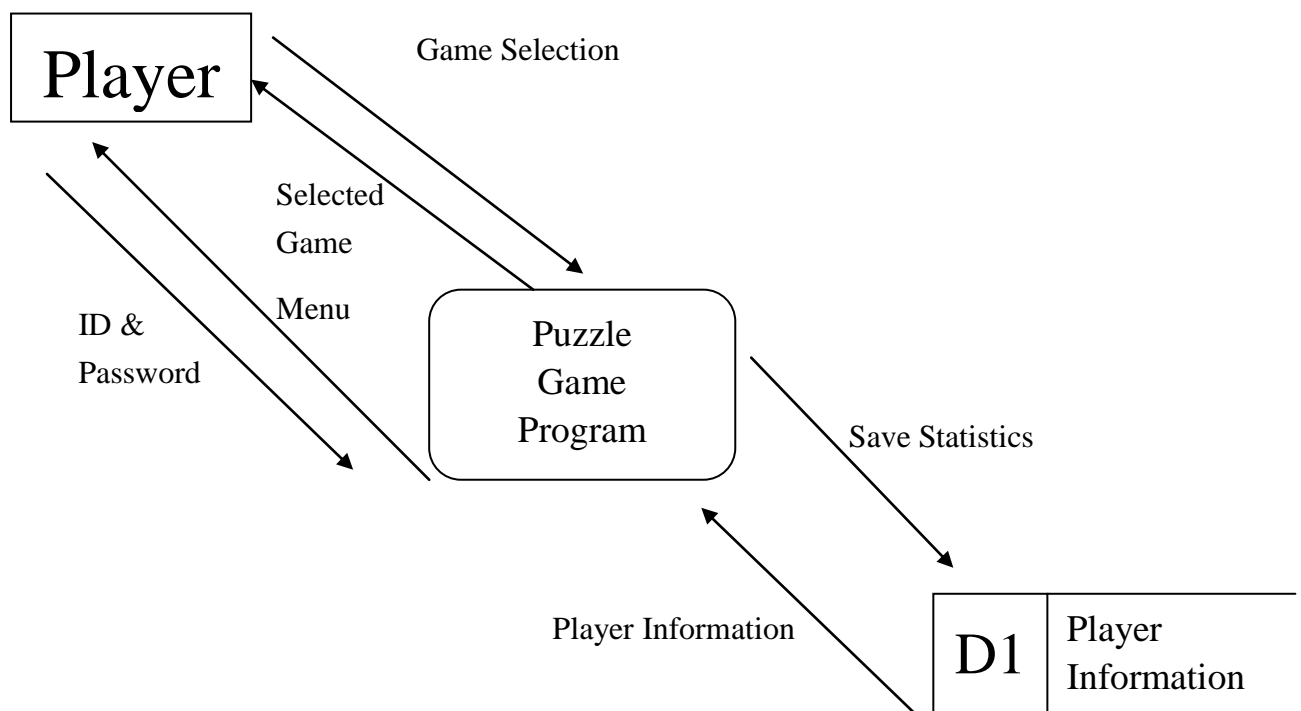 Player
Game Selection
Selected
Game
Menu
ID &
Password
Puzzle
Game
Program
Save Statistics
Player Information
D1
Player
Information